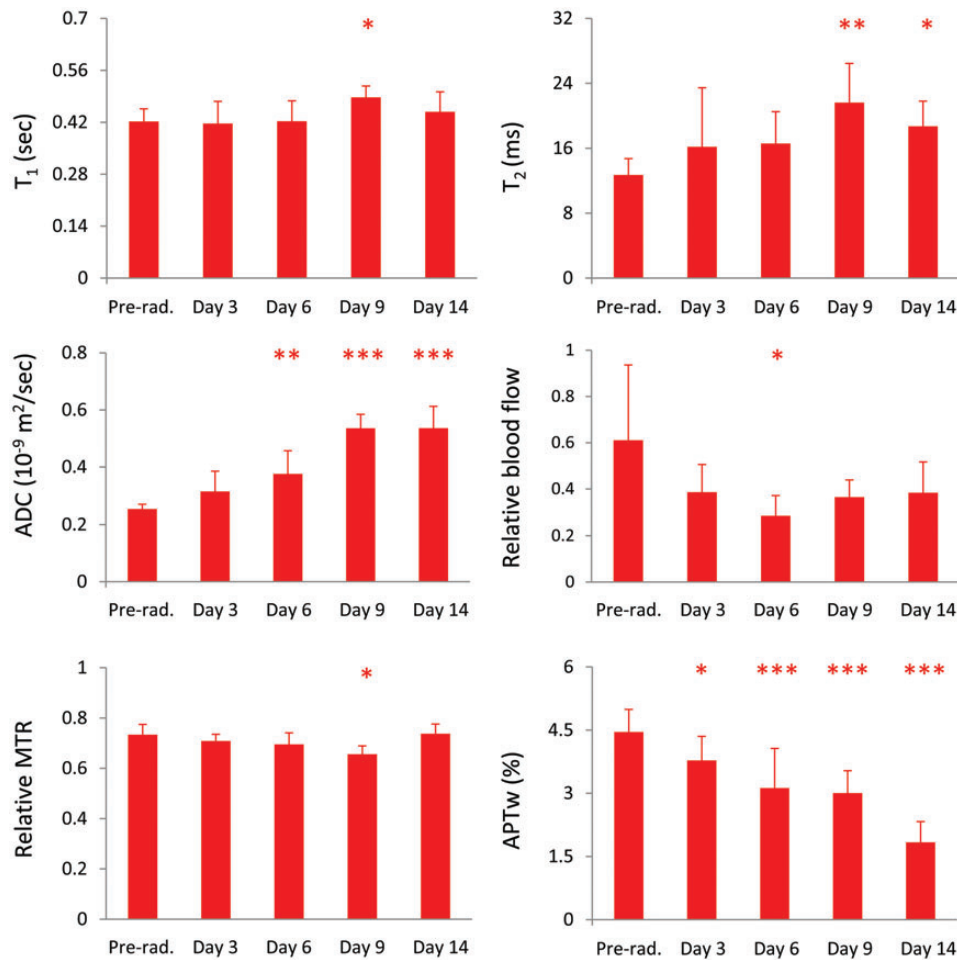 T1 (sec)
0.7
0.56
0.42
0.28
0.14
0
*
Pre-rad. Day 3 Day 6 Day 9 Day 14
T2 (ms)
32
24
16
8
0
** *
Pre-rad. Day 3 Day 6 Day 9 Day 14
ADC (10-9 m2/sec)
0.8
0.6
0.4
0.2
0
** *** ***
Pre-rad. Day 3 Day 6 Day 9 Day 14
Relative blood flow
1
0.8
0.6
0.4
0.2
0
*
Pre-rad. Day 3 Day 6 Day 9 Day 14
Relative MTR
1
0.8
0.6
0.4
0.2
0
*
Pre-rad. Day 3 Day 6 Day 9 Day 14
APTw (%)
6
4.5
3
1.5
0
* *** *** ***
Pre-rad. Day 3 Day 6 Day 9 Day 14